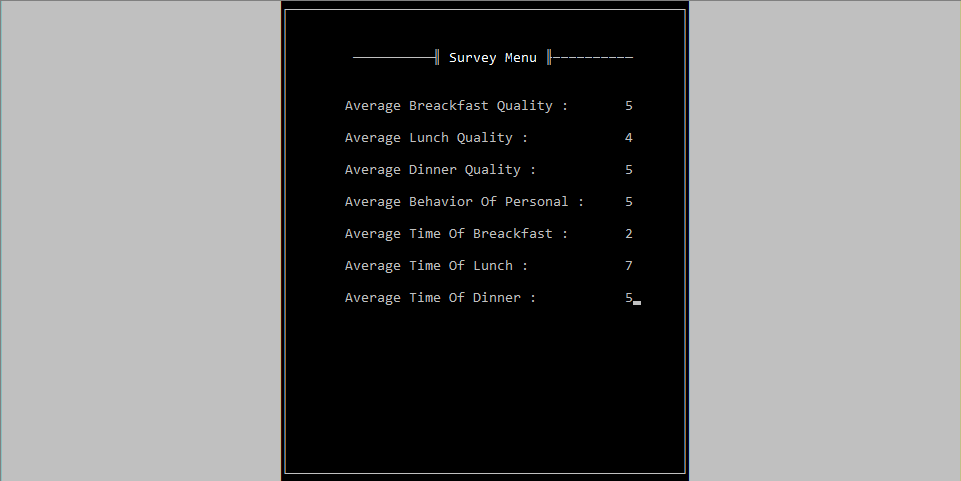 Survey Menu
Average Breackfast Quality : 5
Average Lunch Quality : 4
Average Dinner Quality : 5
Average Behavior Of Personal : 5
Average Time Of Breackfast : 2
Average Time Of Lunch : 7
Average Time Of Dinner : 5